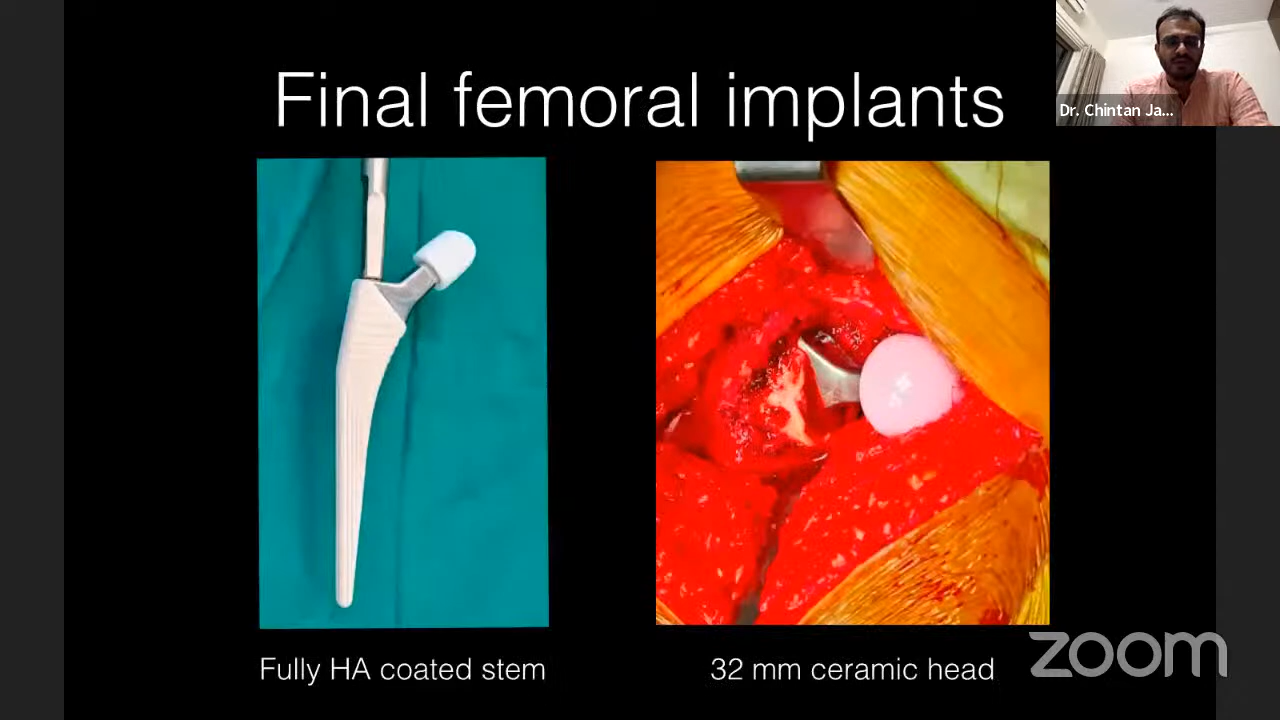 Final femoral implants
Dr. Chintan Ja...
Fully HA coated stem
32 mm ceramic head
zoom